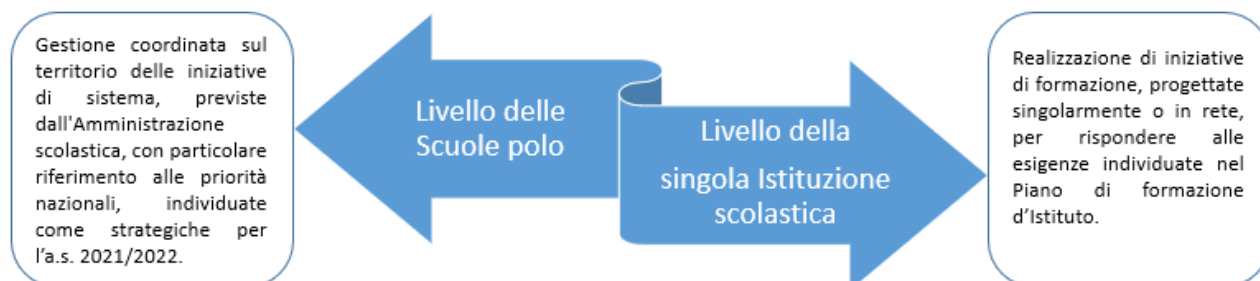 Gestione coordinata sul
territorio delle iniziative
di sistema, previste
dall'Amministrazione
scolastica, con particolare
riferimento alle priorità
nazionali, individuate
come strategiche per
l'a.s. 2021/2022.
Livello delle
Scuole polo
Livello della
singola Istituzione
scolastica
Realizzazione di iniziative
di formazione, progettate
singolarmente o in rete,
per rispondere alle
esigenze individuate nel
Piano di formazione
d’Istituto.